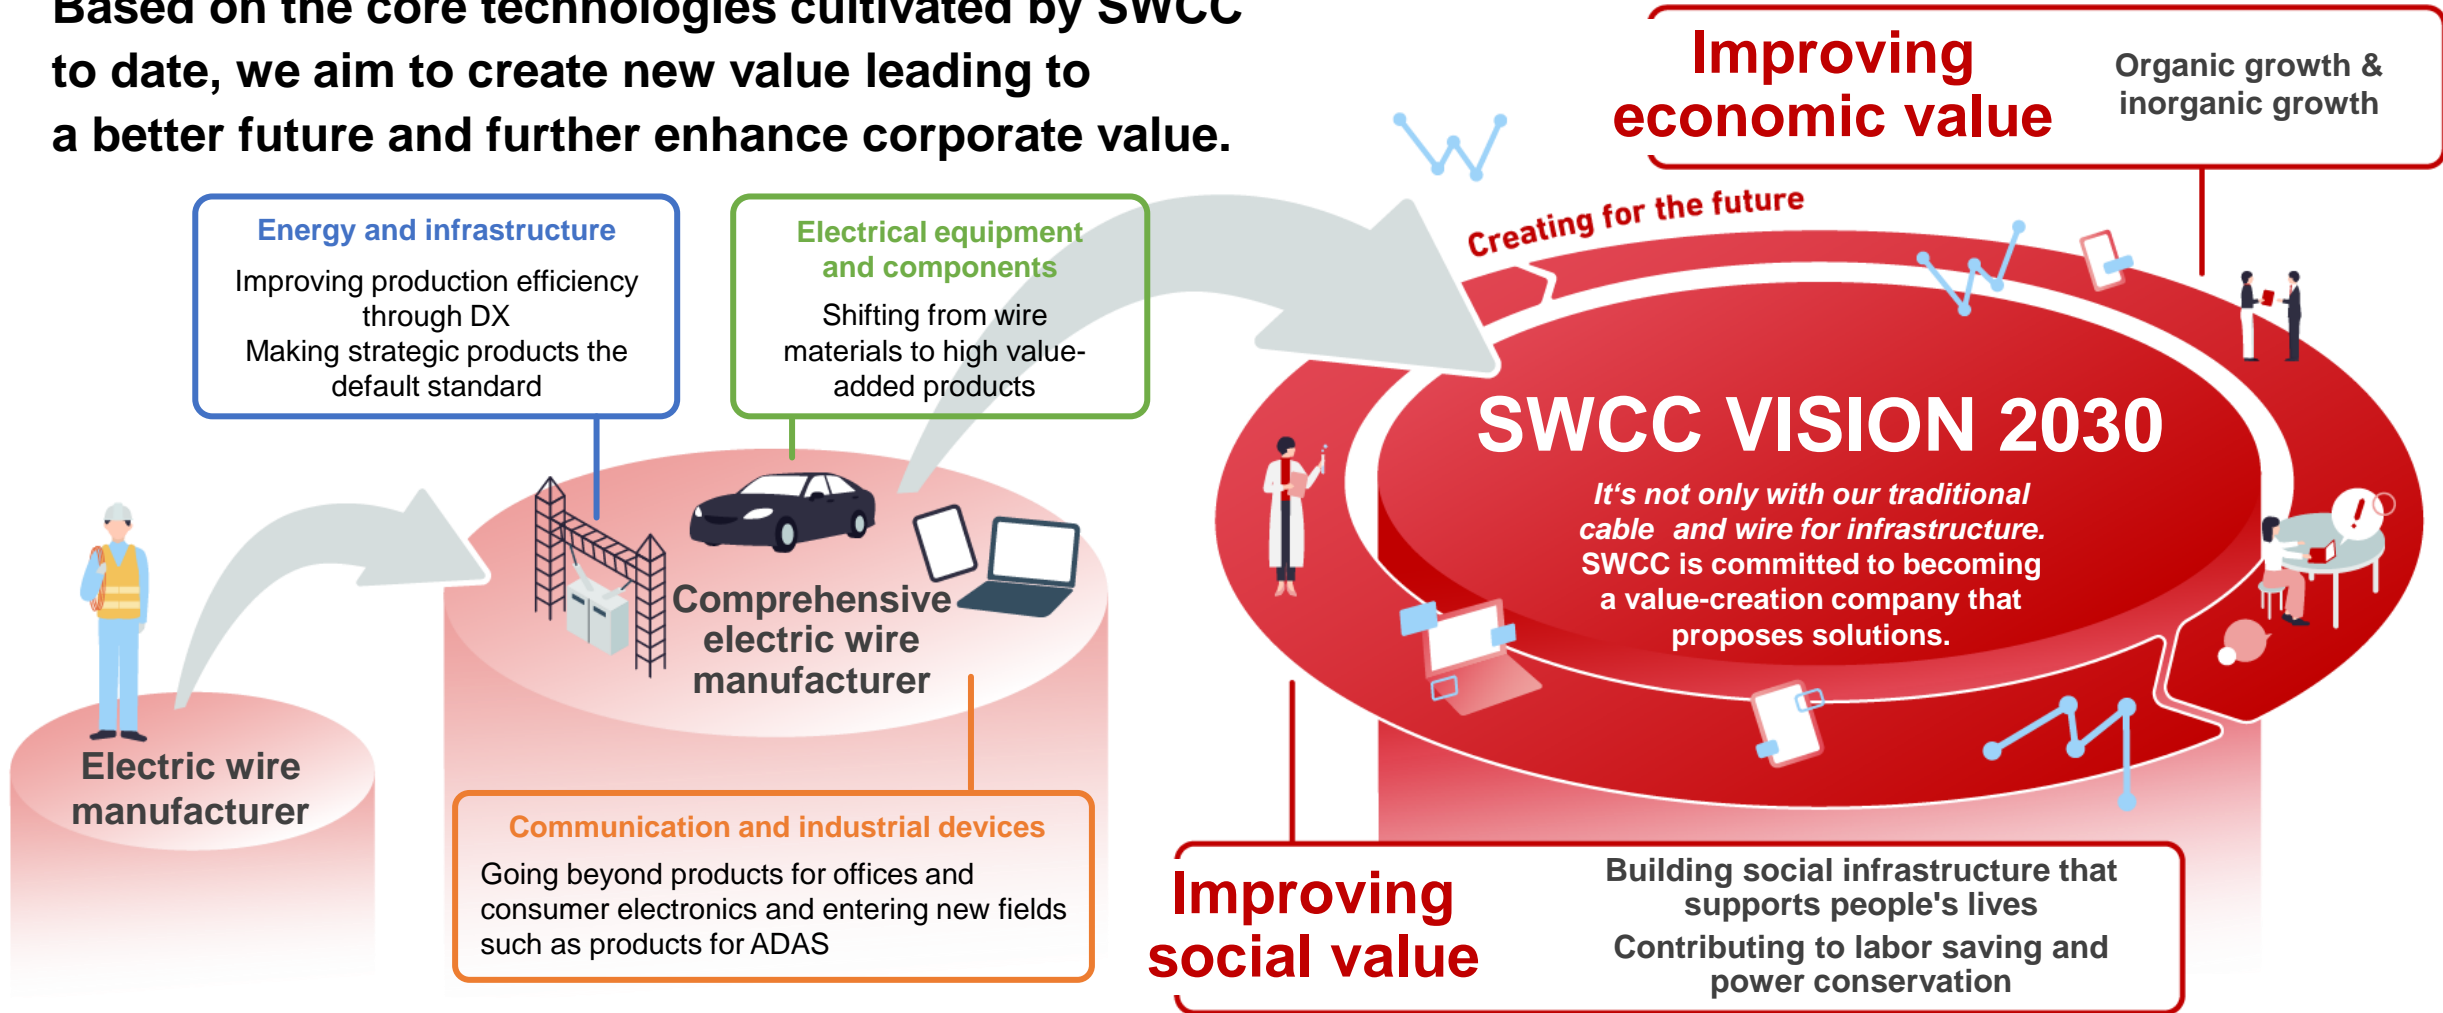 Based on the core technologies cultivated by SWCC
to date, we aim to create new value leading to
a better future and further enhance corporate value.
Improving
economic value
Organic growth &
inorganic growth
Creating for the future
Energy and infrastructure
Improving production efficiency
through DX
Making strategic products the
default standard
Electrical equipment
and components
Shifting from wire
materials to high value-
added products
SWCC VISION 2030
It‘s not only with our traditional
cable and wire for infrastructure.
SWCC is committed to becoming
a value-creation company that
proposes solutions.
Comprehensive
electric wire
manufacturer
Electric wire
manufacturer
Communication and industrial devices
Going beyond products for offices and
consumer electronics and entering new fields
such as products for ADAS
Improving
social value
Building social infrastructure that
supports people's lives
Contributing to labor saving and
power conservation